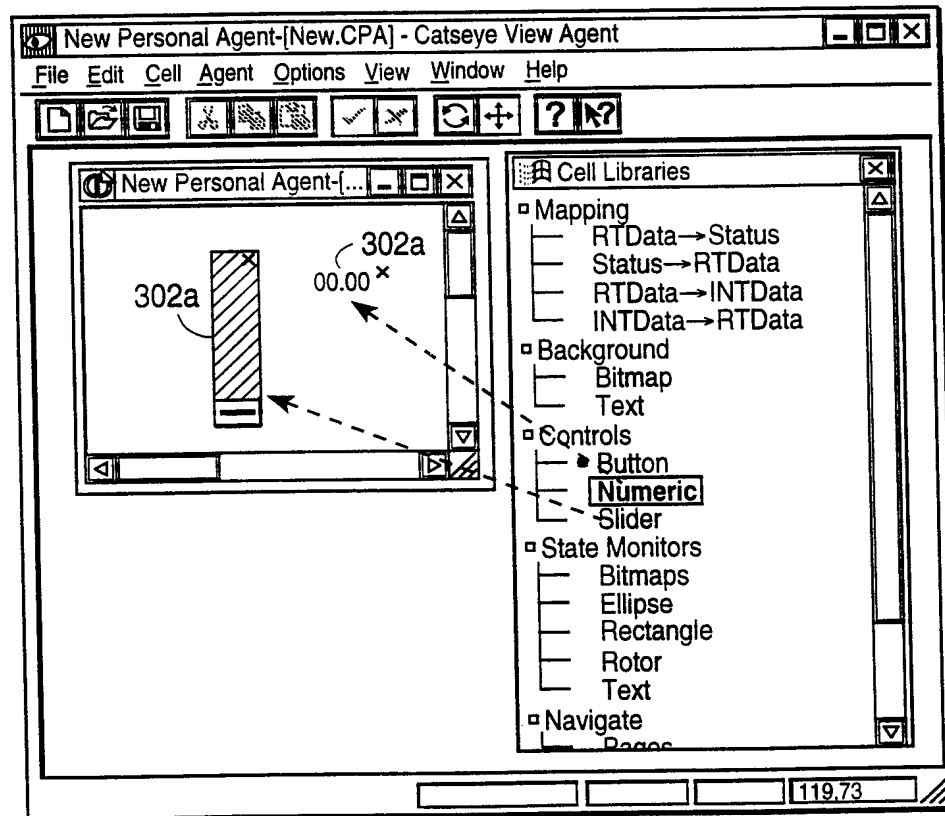 New Personal Agent-[New.CPA] - Catseye View Agent
File Edit Cell Agent Options View Window Help
? ?
New Personal Agent-[...
302a
00.00
302a
Cell Libraries
Mapping
RTData→Status
Status→RTData
RTData→INTData
INTData→RTData
Background
Bitmap
Text
Controls
Button
Numeric
Slider
State Monitors
Bitmaps
Ellipse
Rectangle
Rotor
Text
Navigate
Pages
119,73